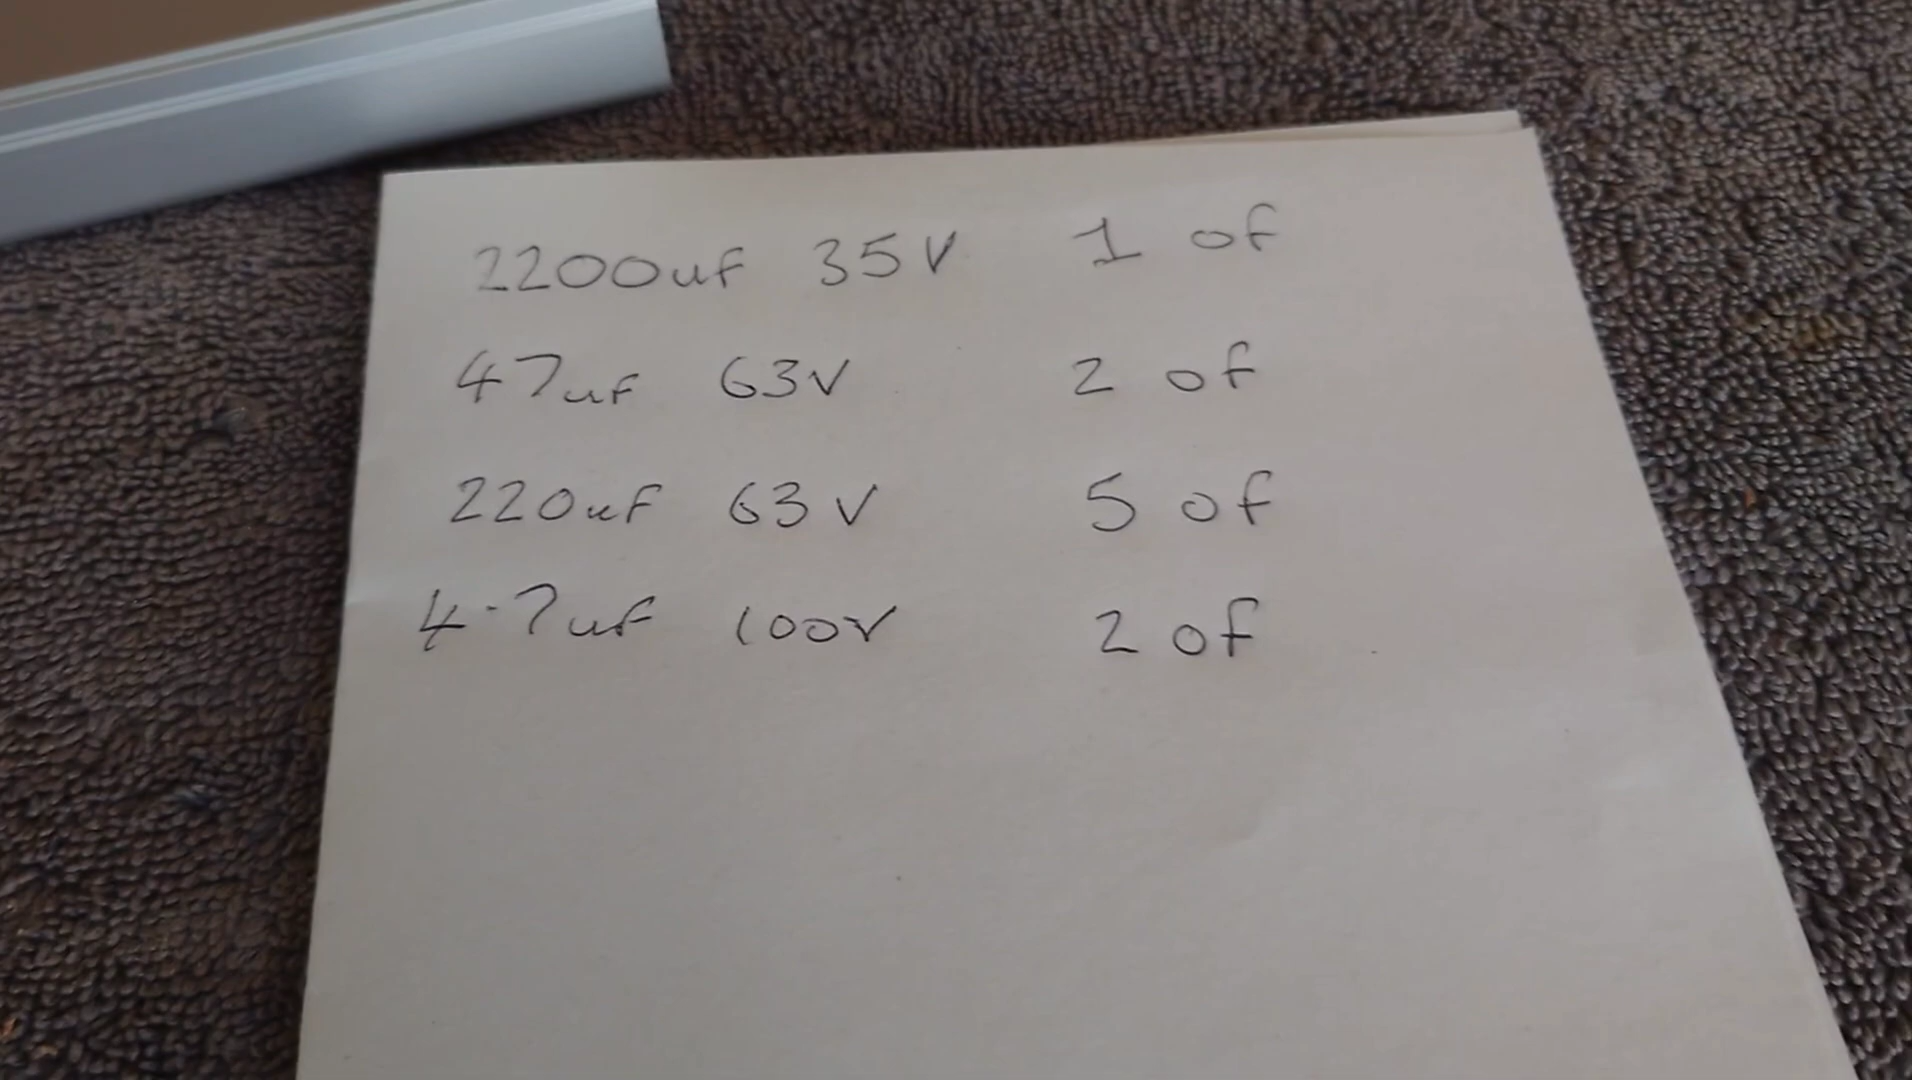 2200uf 35V 1 of
47uf 63V 2 of
220uf 63V 5 of
4.7uf 100V 2 of